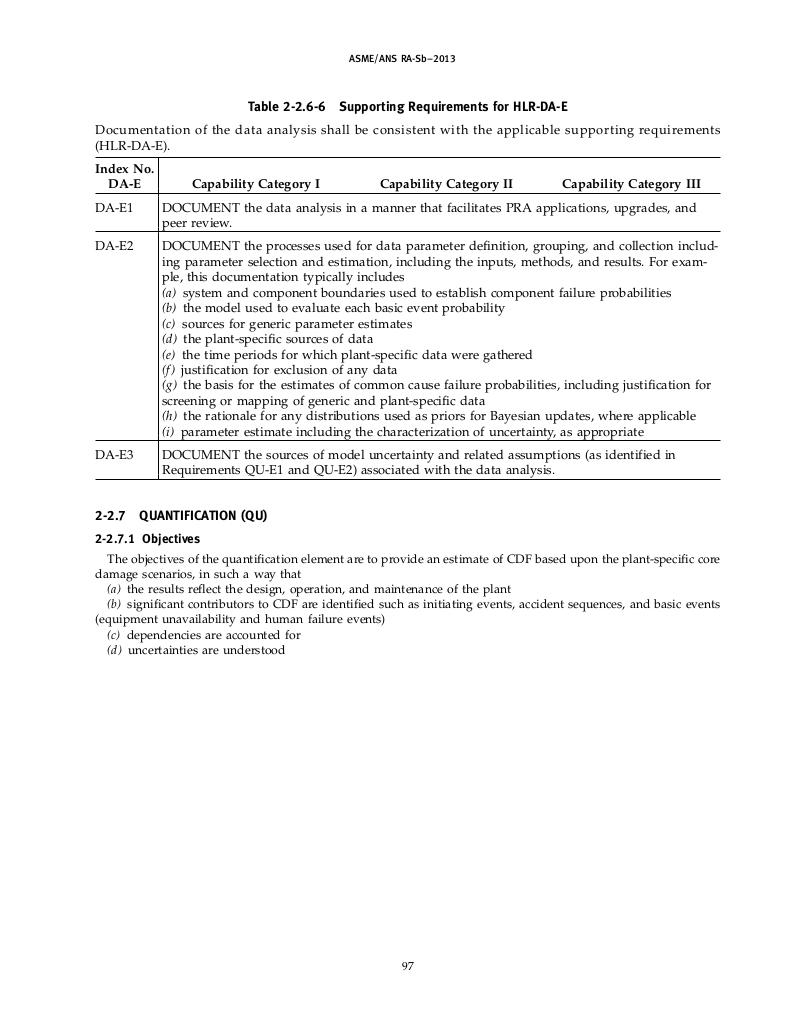 ASME/ANS RA-Sb–2013
Table 2-2.6-6 Supporting Requirements for HLR-DA-E
Documentation of the data analysis shall be consistent with the applicable supporting requirements
(HLR-DA-E).
Index No.
DA-E Capability Category I Capability Category II Capability Category III
DA-E1 DOCUMENT the data analysis in a manner that facilitates PRA applications, upgrades, and
peer review.
DA-E2 DOCUMENT the processes used for data parameter definition, grouping, and collection includ-
ing parameter selection and estimation, including the inputs, methods, and results. For exam-
ple, this documentation typically includes
(a) system and component boundaries used to establish component failure probabilities
(b) the model used to evaluate each basic event probability
(c) sources for generic parameter estimates
(d) the plant-specific sources of data
(e) the time periods for which plant-specific data were gathered
(f) justification for exclusion of any data
(g) the basis for the estimates of common cause failure probabilities, including justification for
screening or mapping of generic and plant-specific data
(h) the rationale for any distributions used as priors for Bayesian updates, where applicable
(i) parameter estimate including the characterization of uncertainty, as appropriate
DA-E3 DOCUMENT the sources of model uncertainty and related assumptions (as identified in
Requirements QU-E1 and QU-E2) associated with the data analysis.
2-2.7 QUANTIFICATION (QU)
2-2.7.1 Objectives
The objectives of the quantification element are to provide an estimate of CDF based upon the plant-specific core
damage scenarios, in such a way that
(a) the results reflect the design, operation, and maintenance of the plant
(b) significant contributors to CDF are identified such as initiating events, accident sequences, and basic events
(equipment unavailability and human failure events)
(c) dependencies are accounted for
(d) uncertainties are understood
97